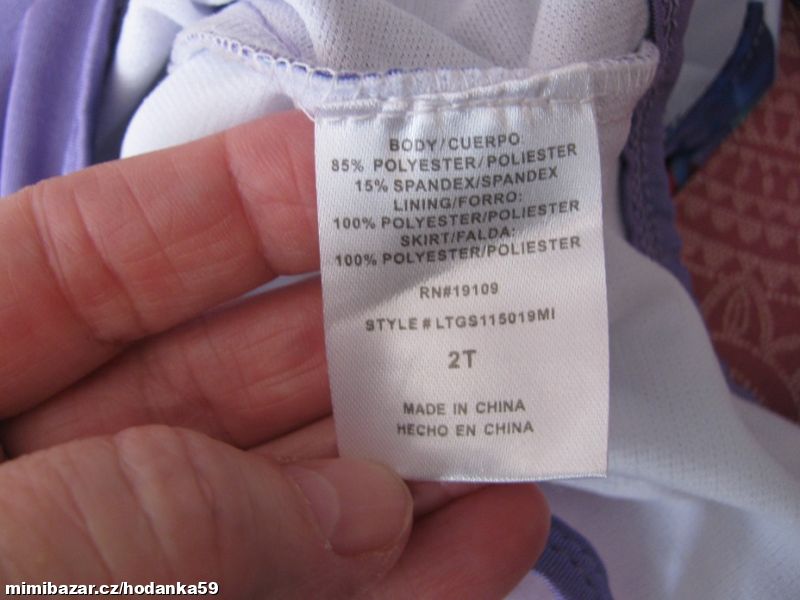 BODY/CUERPO:
85% POLYESTER/POLIESTER
15% SPANDEX/SPANDEX
LINING/FORRO:
100% POLYESTER/POLIESTER
SKIRT/FALDA:
100% POLYESTER/POLIESTER
RN#19109
STYLE # LTGS115019MI
2T
MADE IN CHINA
HECHO EN CHINA
mimibazar.cz/hodanka59